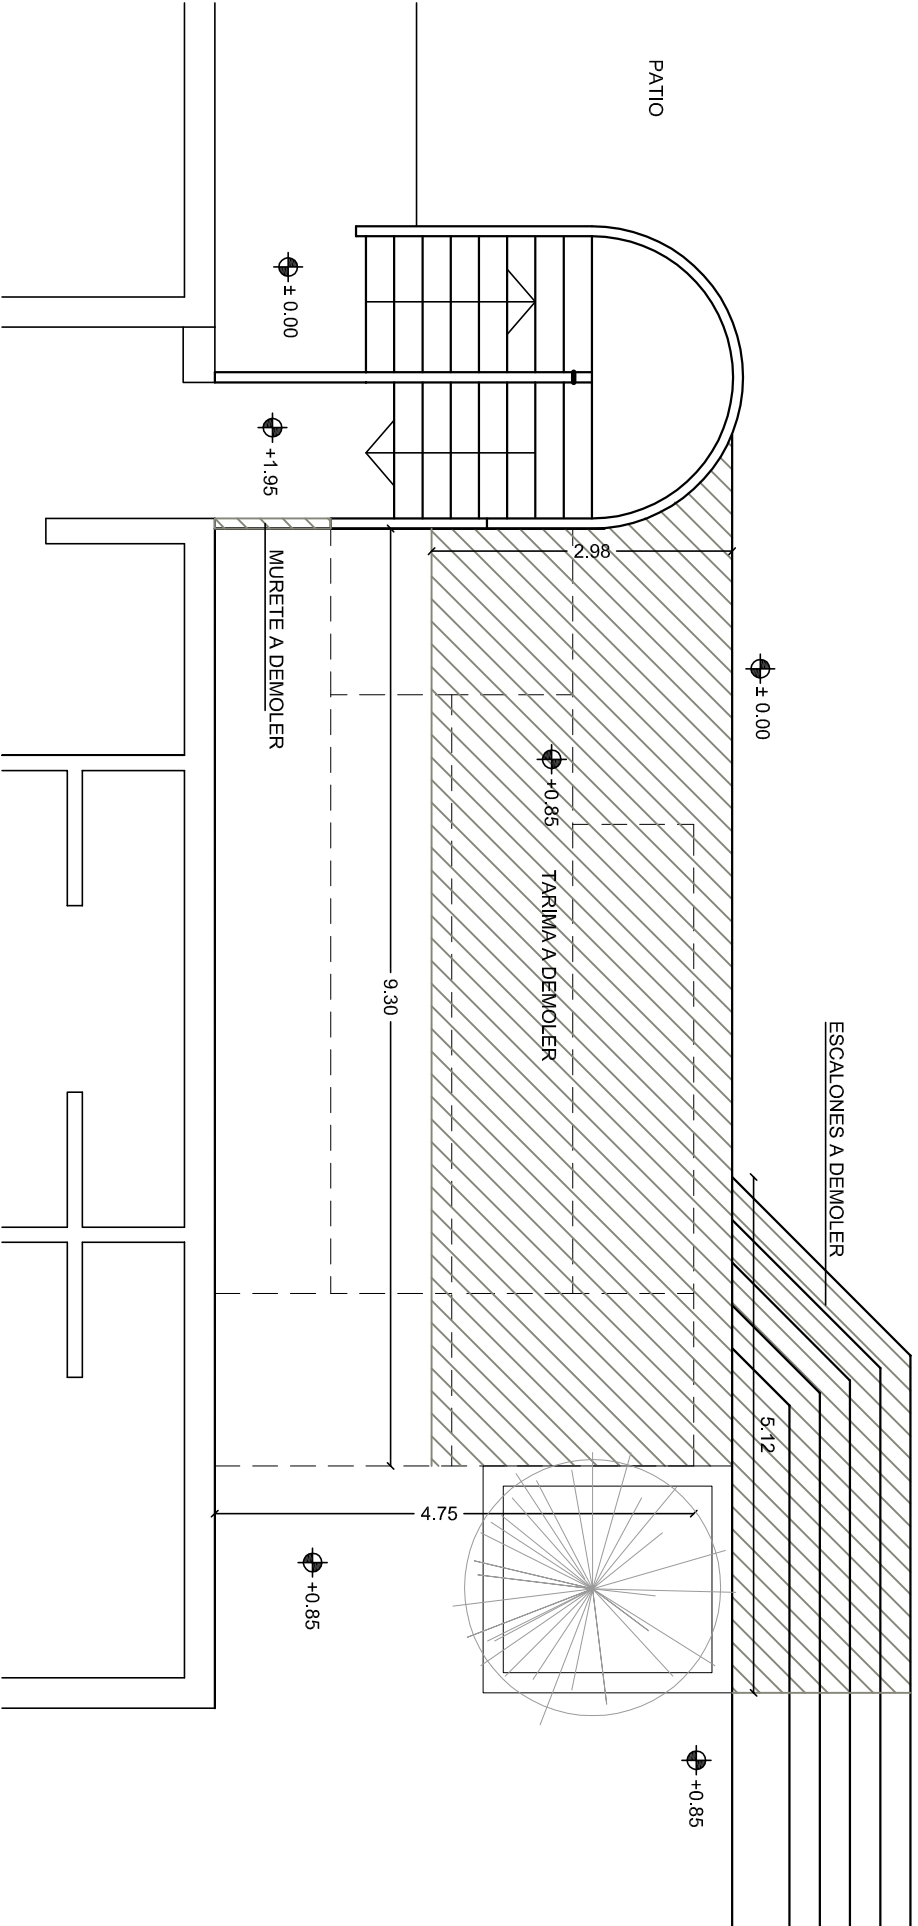 PATIO
± 0.00
+1.95
MURETE A DEMOLER
2.98
± 0.00
+0.85
TARIMA A DEMOLER
9.30
ESCALONES A DEMOLER
5.12
4.75
+0.85
+0.85